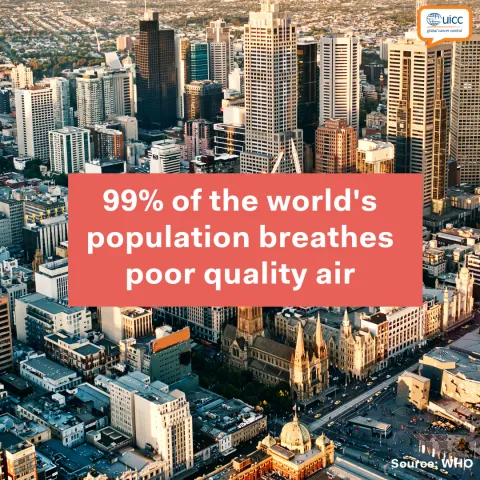 uicc
global cancer control
99% of the world's
population breathes
poor quality air
Source: WHO